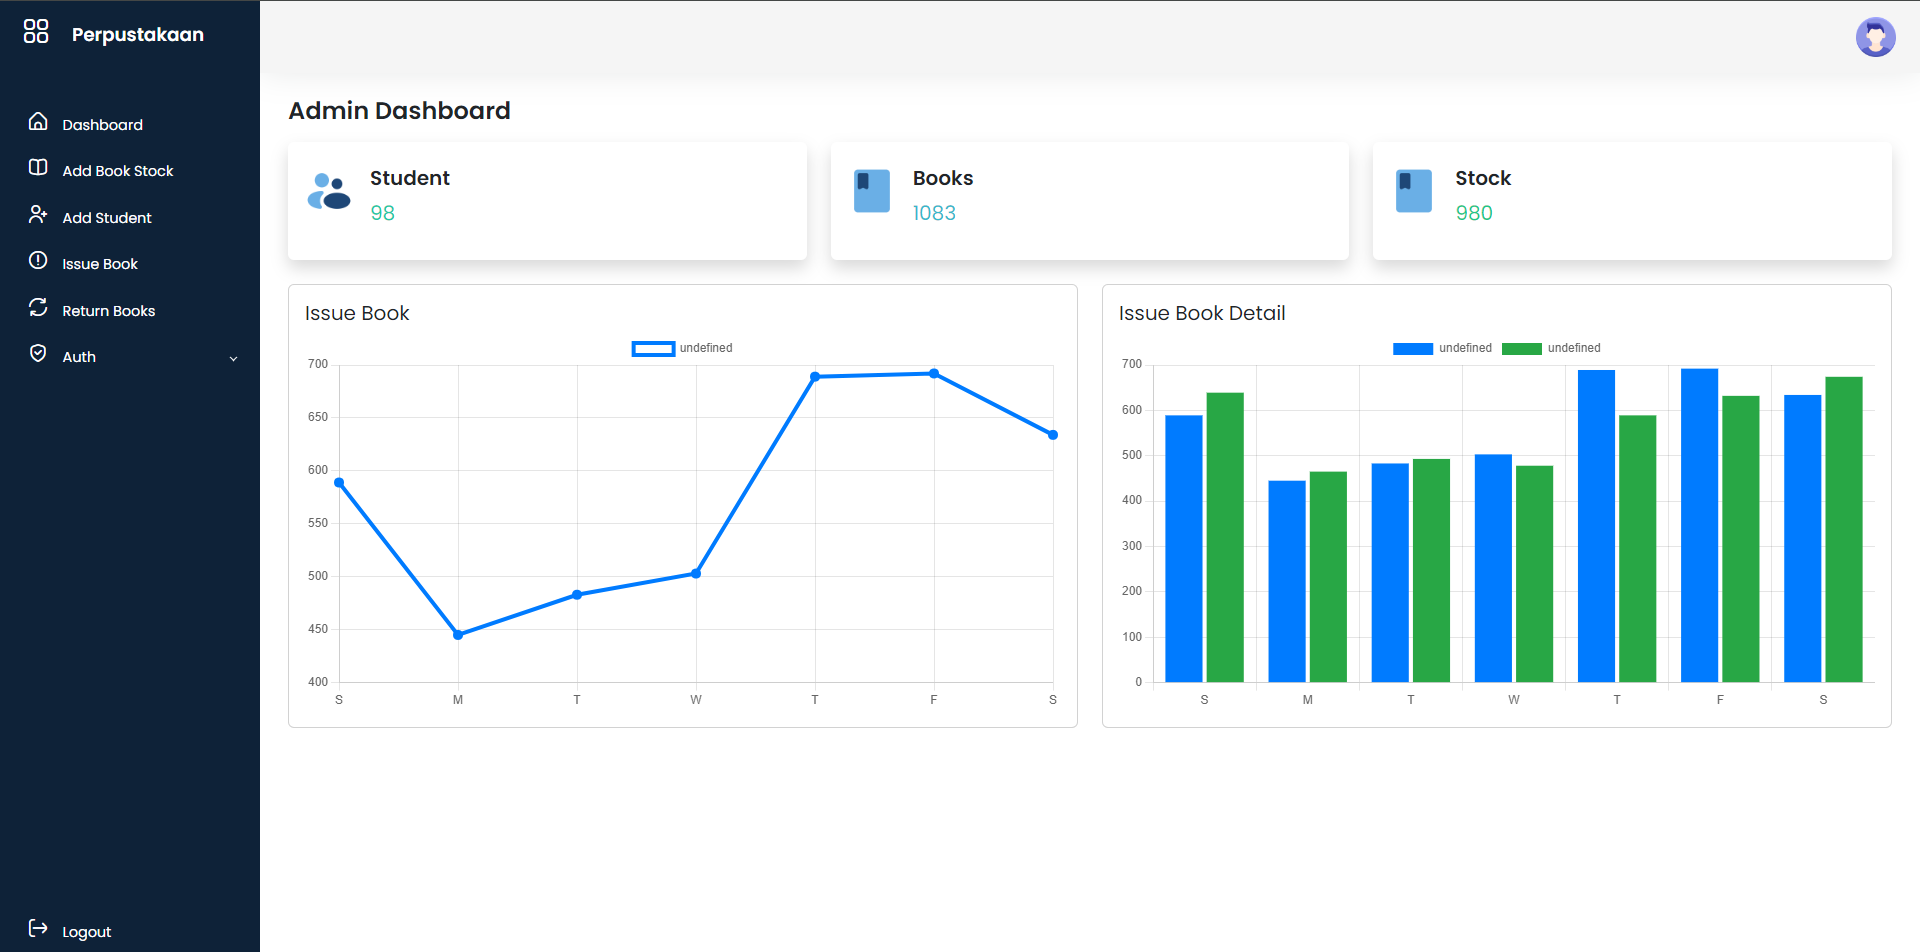 Perpustakaan
Dashboard
Add Book Stock
Add Student
Issue Book
Return Books
Auth
Logout
Admin Dashboard
Student
98
Books
1083
Stock
980
Issue Book
undefined
700
650
600
550
500
450
400
S M T W T F S
Issue Book Detail
undefined undefined
700
600
500
400
300
200
100
0
S M T W T F S